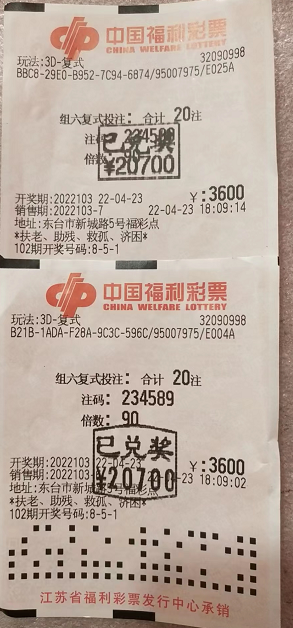 中国福利彩票
CHINA WELFARE LOTTERY
玩法:3D-复式 32090998
BBC8-29E0-B952-7C94-6874/95007975/E025A
组六复式投注: 合计 20注
注码: 234589
倍数: 90
已兑奖
¥20700
开奖期:2022103 22-04-23 ¥:3600
销售期:2022103-7 22-04-23 18:09:14
地址:东台市新城路5号福彩点
*扶老、助残、救孤、济困*
102期开奖号码:8-5-1
中国福利彩票
CHINA WELFARE LOTTERY
玩法:3D-复式 32090998
B21B-1ADA-F28A-9C3C-596C/95007975/E004A
组六复式投注: 合计 20注
注码: 234589
倍数: 90
已兑奖
¥20700
开奖期:2022103 22-04-23 ¥:3600
销售期:2022103 -23 18:09:02
地址:东台市新城路5号福彩点
*扶老、助残、救孤、济困*
102期开奖号码:8-5-1
江苏省福利彩票发行中心承销